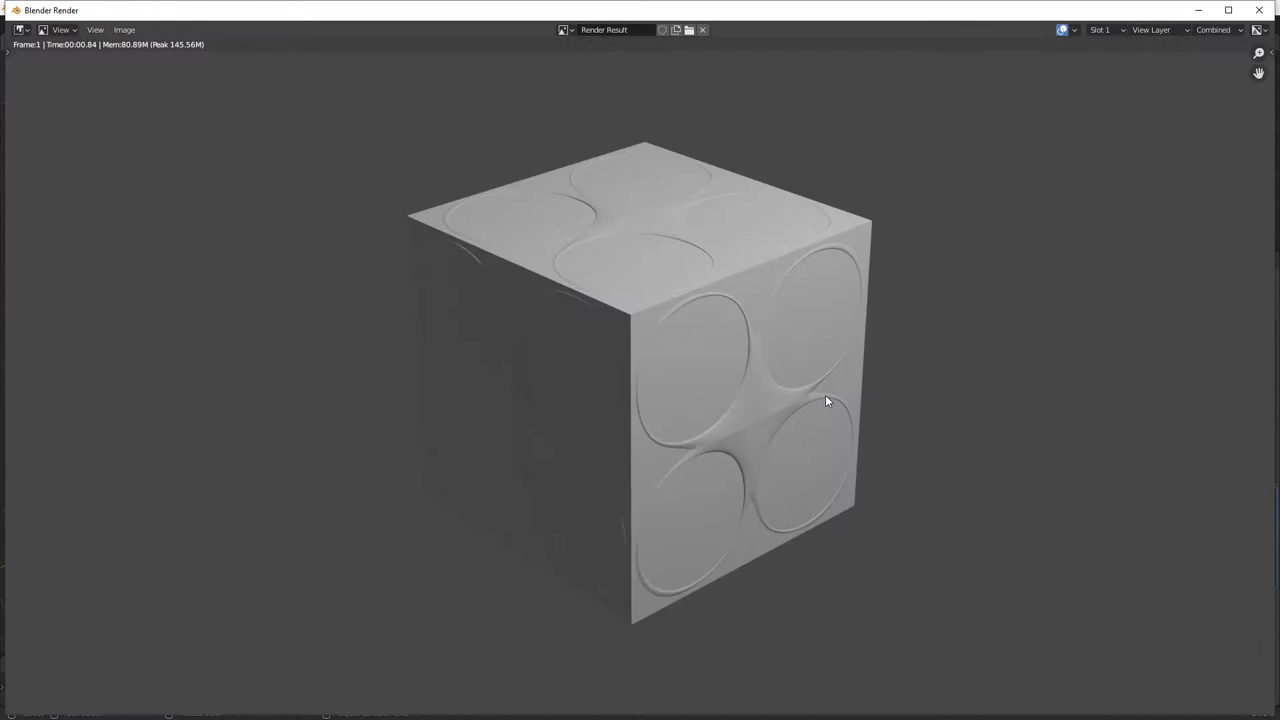 Blender Render
View View Image Render Result Slot 1 View Layer Combined
Frame:1 | Time:00:00.84 | Mem:80.89M (Peak 145.56M)